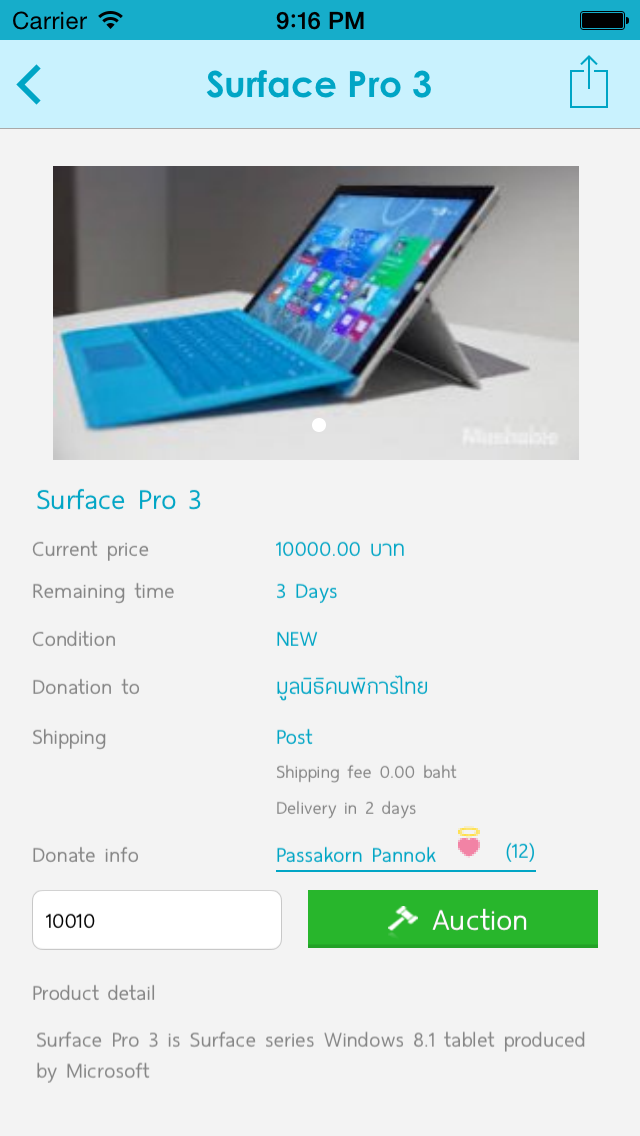 Carrier 9:16 PM
Surface Pro 3
Mashable
Surface Pro 3
Current price 10000.00 บาท
Remaining time 3 Days
Condition NEW
Donation to มูลนิธิคนพิการไทย
Shipping Post
Shipping fee 0.00 baht
Delivery in 2 days
Donate info Passakorn Pannok (12)
10010 Auction
Product detail
Surface Pro 3 is Surface series Windows 8.1 tablet produced
by Microsoft